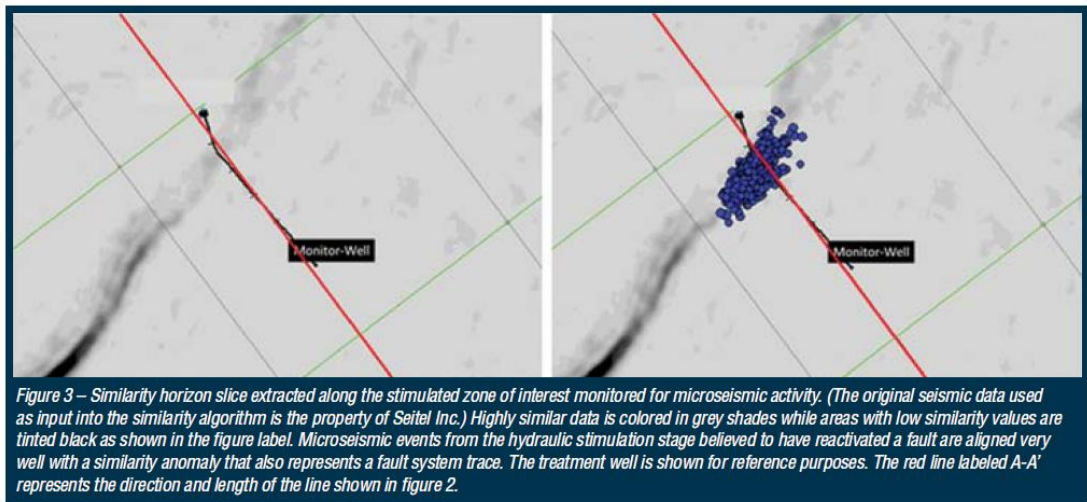 Monitor-Well
Monitor-Well
Figure 3 – Similarity horizon slice extracted along the stimulated zone of interest monitored for microseismic activity. (The original seismic data used
as input into the similarity algorithm is the property of Seitel Inc.) Highly similar data is colored in grey shades while areas with low similarity values are
tinted black as shown in the figure label. Microseismic events from the hydraulic stimulation stage believed to have reactivated a fault are aligned very
well with a similarity anomaly that also represents a fault system trace. The treatment well is shown for reference purposes. The red line labeled A-A’
represents the direction and length of the line shown in figure 2.